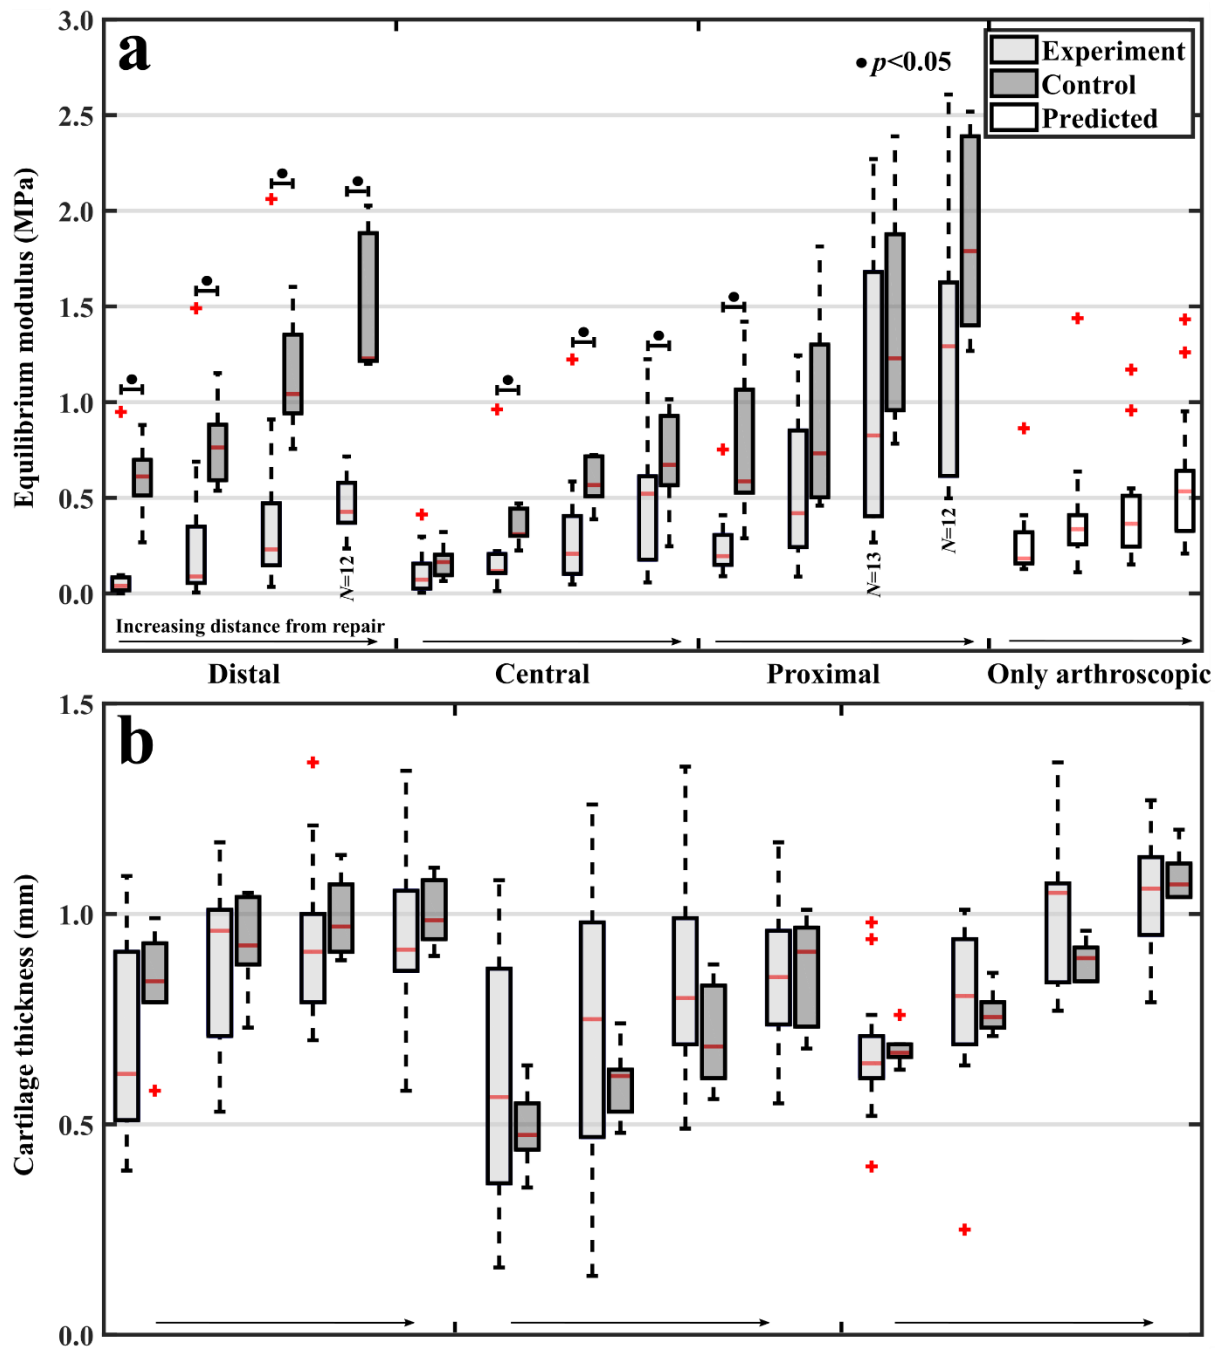 a
3.0
2.5
2.0
1.5
1.0
0.5
0.0
Equilibrium modulus (MPa)
• p<0.05
Experiment
Control
Predicted
N=12
N=13
N=12
Increasing distance from repair
Distal
Central
Proximal
Only arthroscopic
b
1.5
1.0
0.5
0.0
Cartilage thickness (mm)